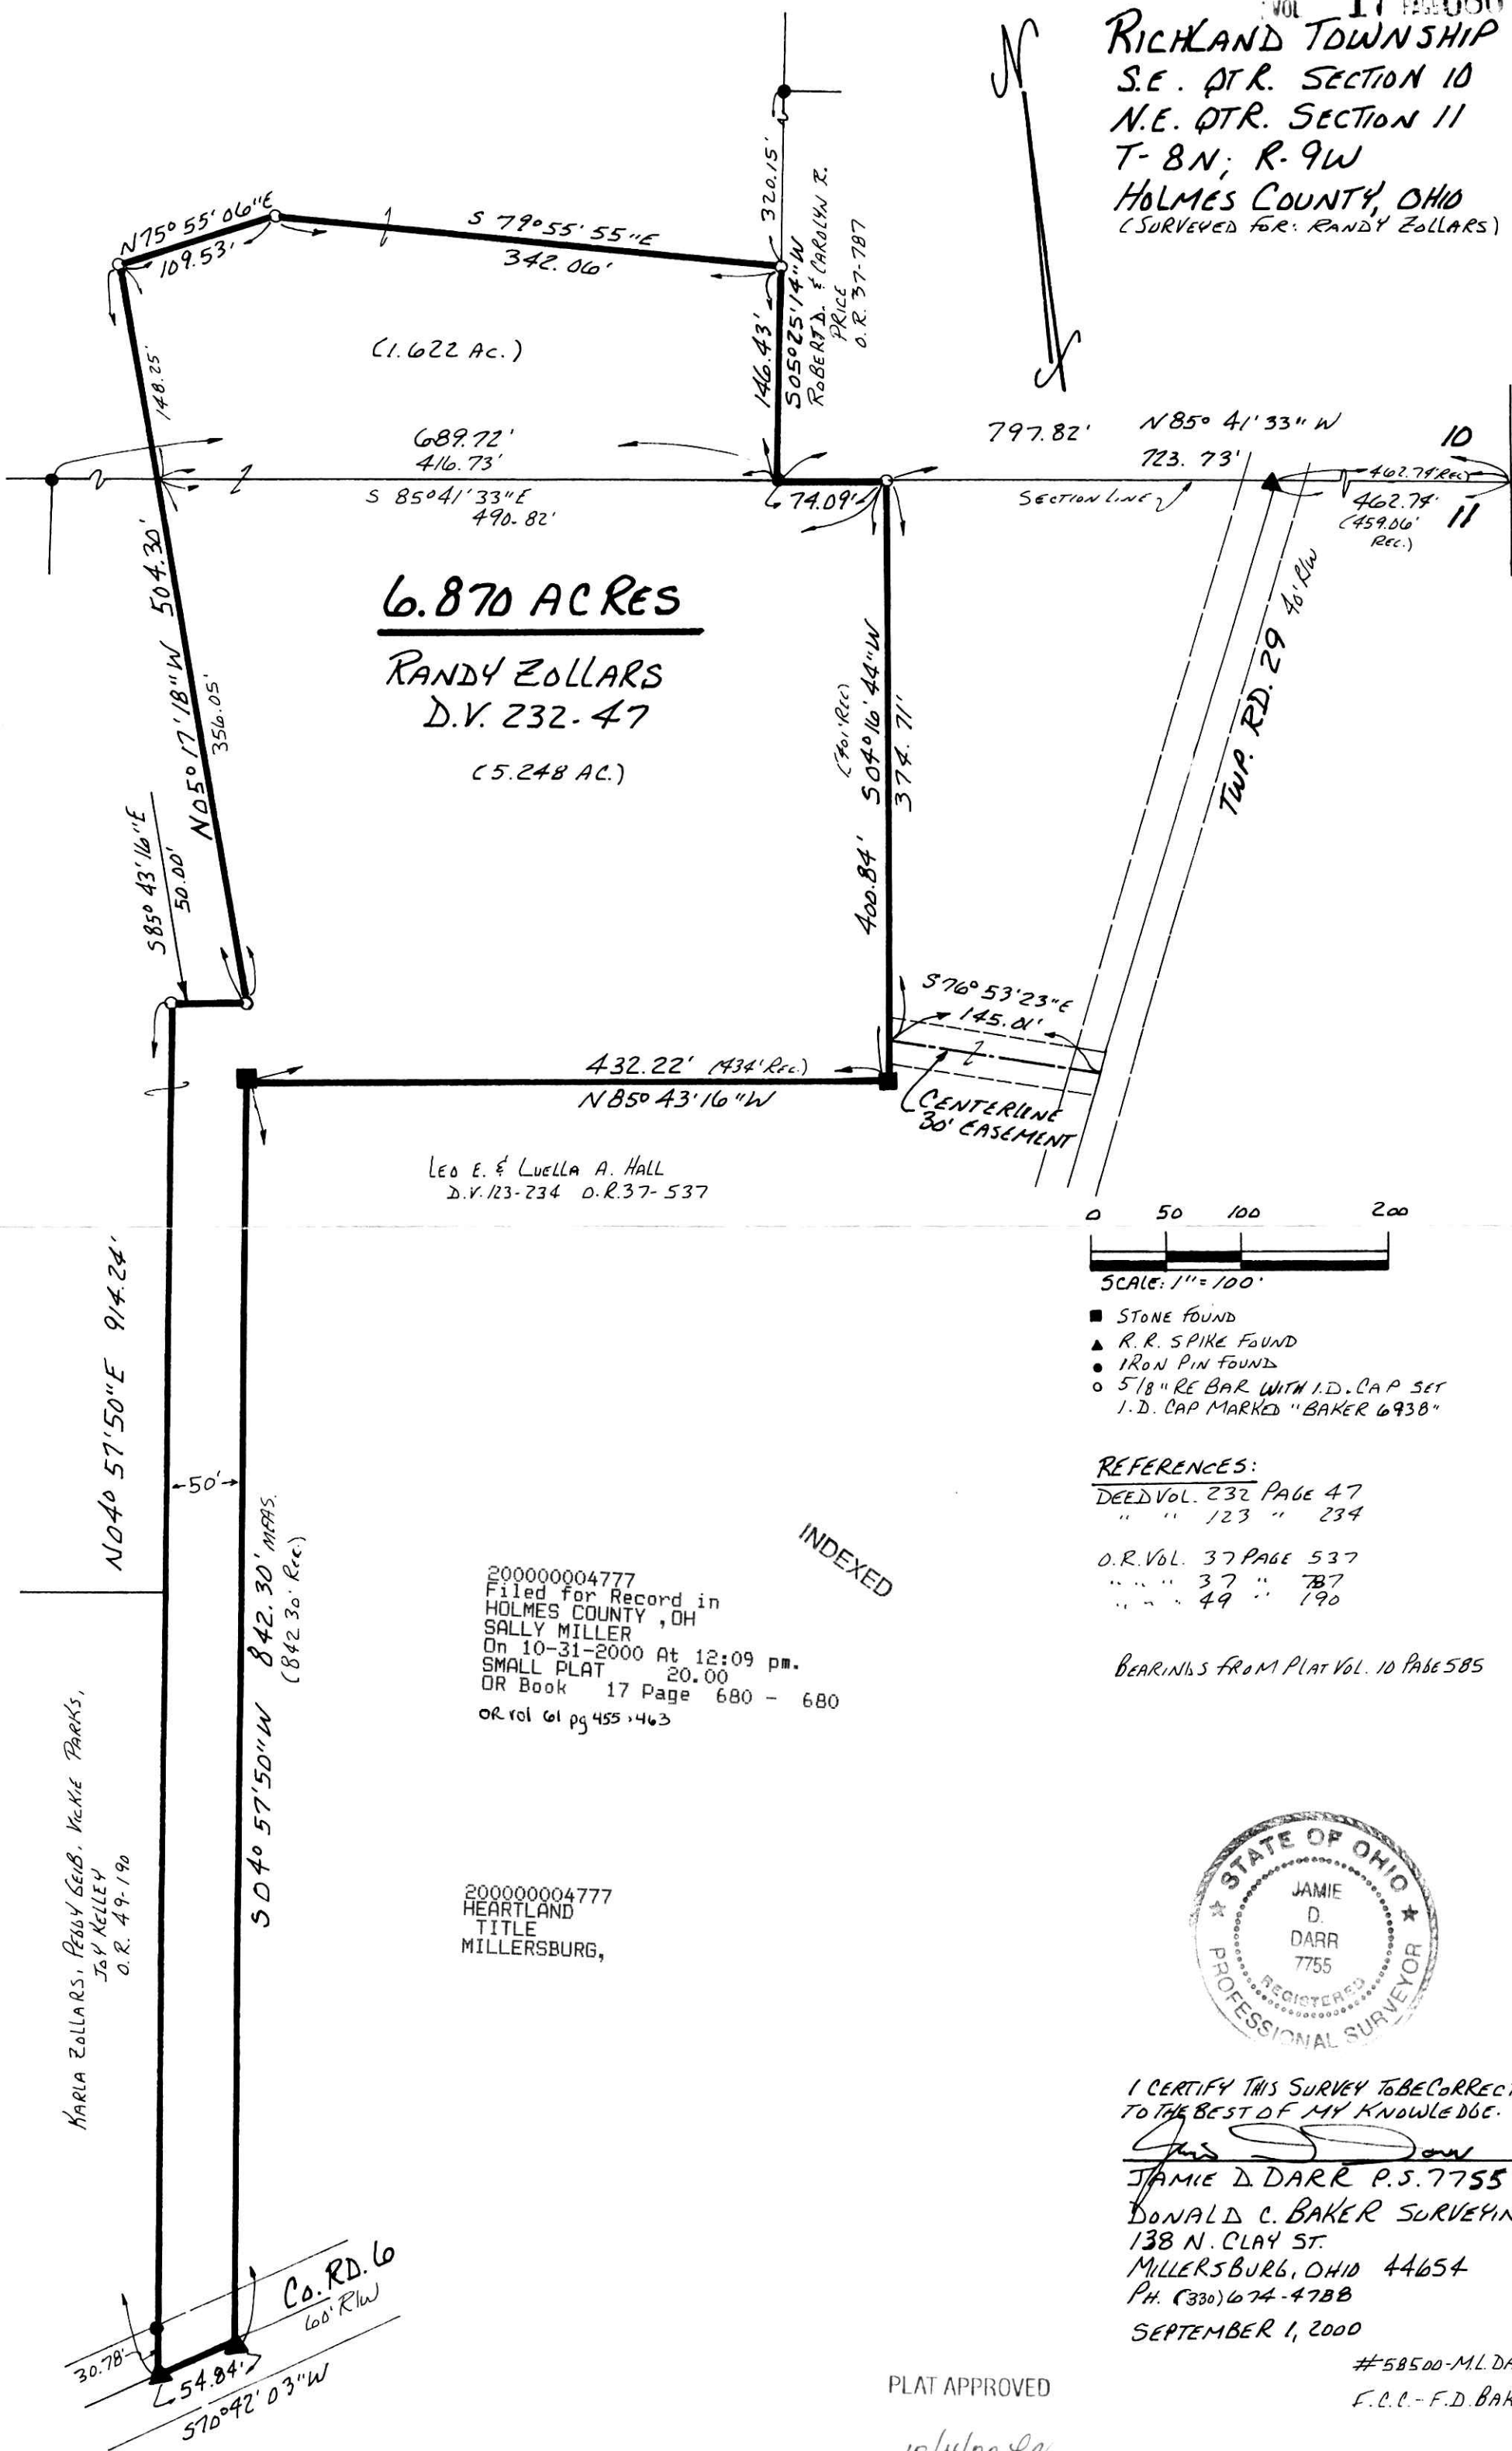 VOL 17 PAGE 680
RICHLAND TOWNSHIP
S.E. QTR. SECTION 10
N.E. QTR. SECTION 11
T-8N; R-9W
HOLMES COUNTY, OHIO
(SURVEYED FOR: RANDY ZOLLARS)
N
S
N75° 55' 06"E
109.53'
S 79° 55' 55"E
342.06'
320.15'
146.43'
S05° 25' 14"W
ROBERT D. & CAROLYN R.
PRICE
O.R. 37-787
(1.622 AC.)
148.25'
689.72'
416.73'
S 85° 41' 33"E
490.82'
74.09'
797.82' N85° 41' 33" W
723.73'
SECTION LINE
462.74' REC.
462.74'
(459.06'
REC.)
10
11
504.30'
N05° 17' 18"W
356.05'
6.870 ACRES
RANDY ZOLLARS
D.V. 232-47
(5.248 AC.)
(401' REC)
S04° 16' 44"W
400.84'
374.71'
TWP. RD. 29 40' R/W
S85° 43' 16"E
50.00'
S76° 53' 23"E
145.01'
CENTERLINE
30' EASEMENT
432.22' (434' REC.)
N85° 43' 16"W
LEO E. & LUELLA A. HALL
D.V. 123-234 O.R. 37-537
0 50 100 200
SCALE: 1" = 100'
■ STONE FOUND
▲ R.R. SPIKE FOUND
● IRON PIN FOUND
○ 5/8" RE BAR WITH I.D. CAP SET
I.D. CAP MARKED "BAKER 6938"
REFERENCES:
DEED VOL. 232 PAGE 47
" " 123 " 234
O.R. VOL. 37 PAGE 537
" " " 37 " 787
" " " 49 " 190
BEARINGS FROM PLAT VOL. 10 PAGE 585
N04° 57' 50"E 914.24'
50'
842.30' MEAS.
(842.30' REC.)
S04° 57' 50"W
KARLA ZOLLARS, PEGGY GEIB, VICKIE PARKS,
JOY KELLEY
O.R. 49-190
INDEXED
200000004777
Filed for Record in
HOLMES COUNTY ,OH
SALLY MILLER
On 10-31-2000 At 12:09 pm.
SMALL PLAT 20.00
OR Book 17 Page 680 - 680
OR vol 61 pg 455, 463
200000004777
HEARTLAND
TITLE
MILLERSBURG,
STATE OF OHIO
JAMIE
D.
DARR
7755
REGISTERED
PROFESSIONAL SURVEYOR
I CERTIFY THIS SURVEY TO BE CORRECT
TO THE BEST OF MY KNOWLEDGE.
JAMIE D. DARR P.S. 7755
DONALD C. BAKER SURVEYIN
138 N. CLAY ST.
MILLERSBURG, OHIO 44654
PH. (330) 674-4788
SEPTEMBER 1, 2000
#58500-M.L. DA
F.C.C. - F.D. BAK
CO. RD. 6
60' R/W
30.78'
54.84'
S70° 42' 03"W
PLAT APPROVED